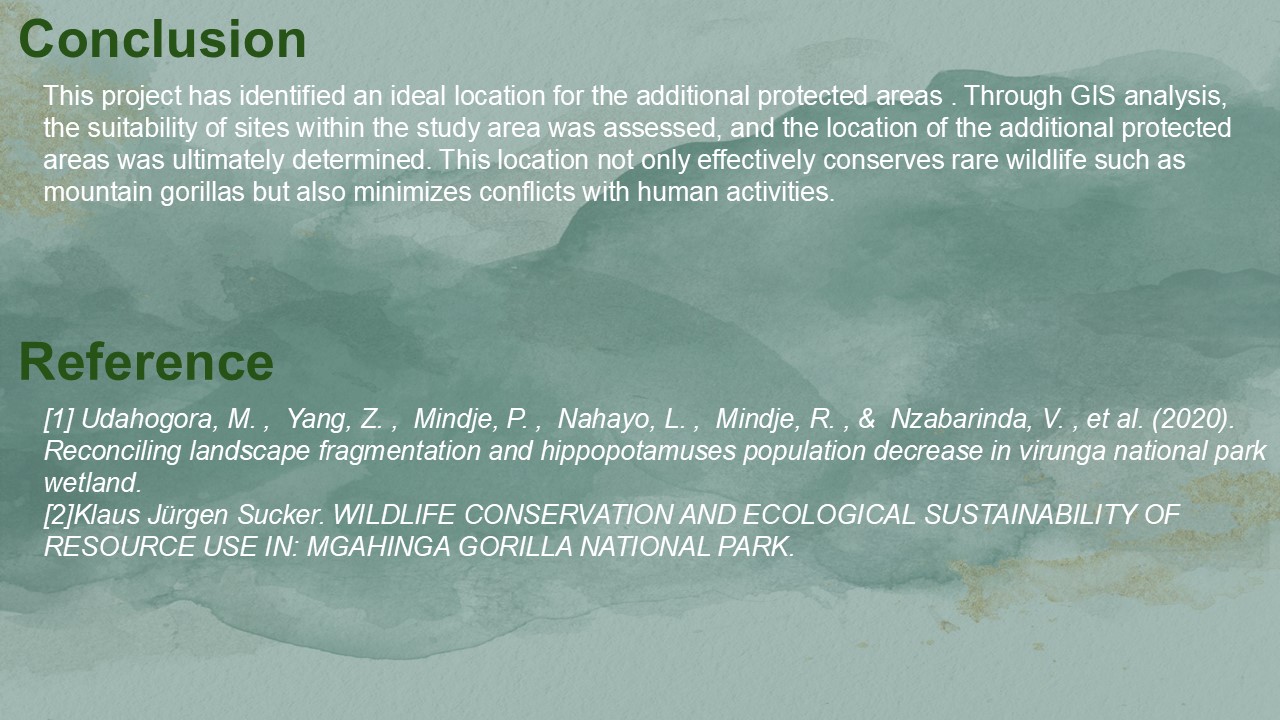 Conclusion
This project has identified an ideal location for the additional protected areas . Through GIS analysis,
the suitability of sites within the study area was assessed, and the location of the additional protected
areas was ultimately determined. This location not only effectively conserves rare wildlife such as
mountain gorillas but also minimizes conflicts with human activities.
Reference
[1] Udahogora, M. ,  Yang, Z. ,  Mindje, P. ,  Nahayo, L. ,  Mindje, R. , &  Nzabarinda, V. , et al. (2020).
Reconciling landscape fragmentation and hippopotamuses population decrease in virunga national park
wetland.
[2]Klaus Jürgen Sucker. WILDLIFE CONSERVATION AND ECOLOGICAL SUSTAINABILITY OF
RESOURCE USE IN: MGAHINGA GORILLA NATIONAL PARK.